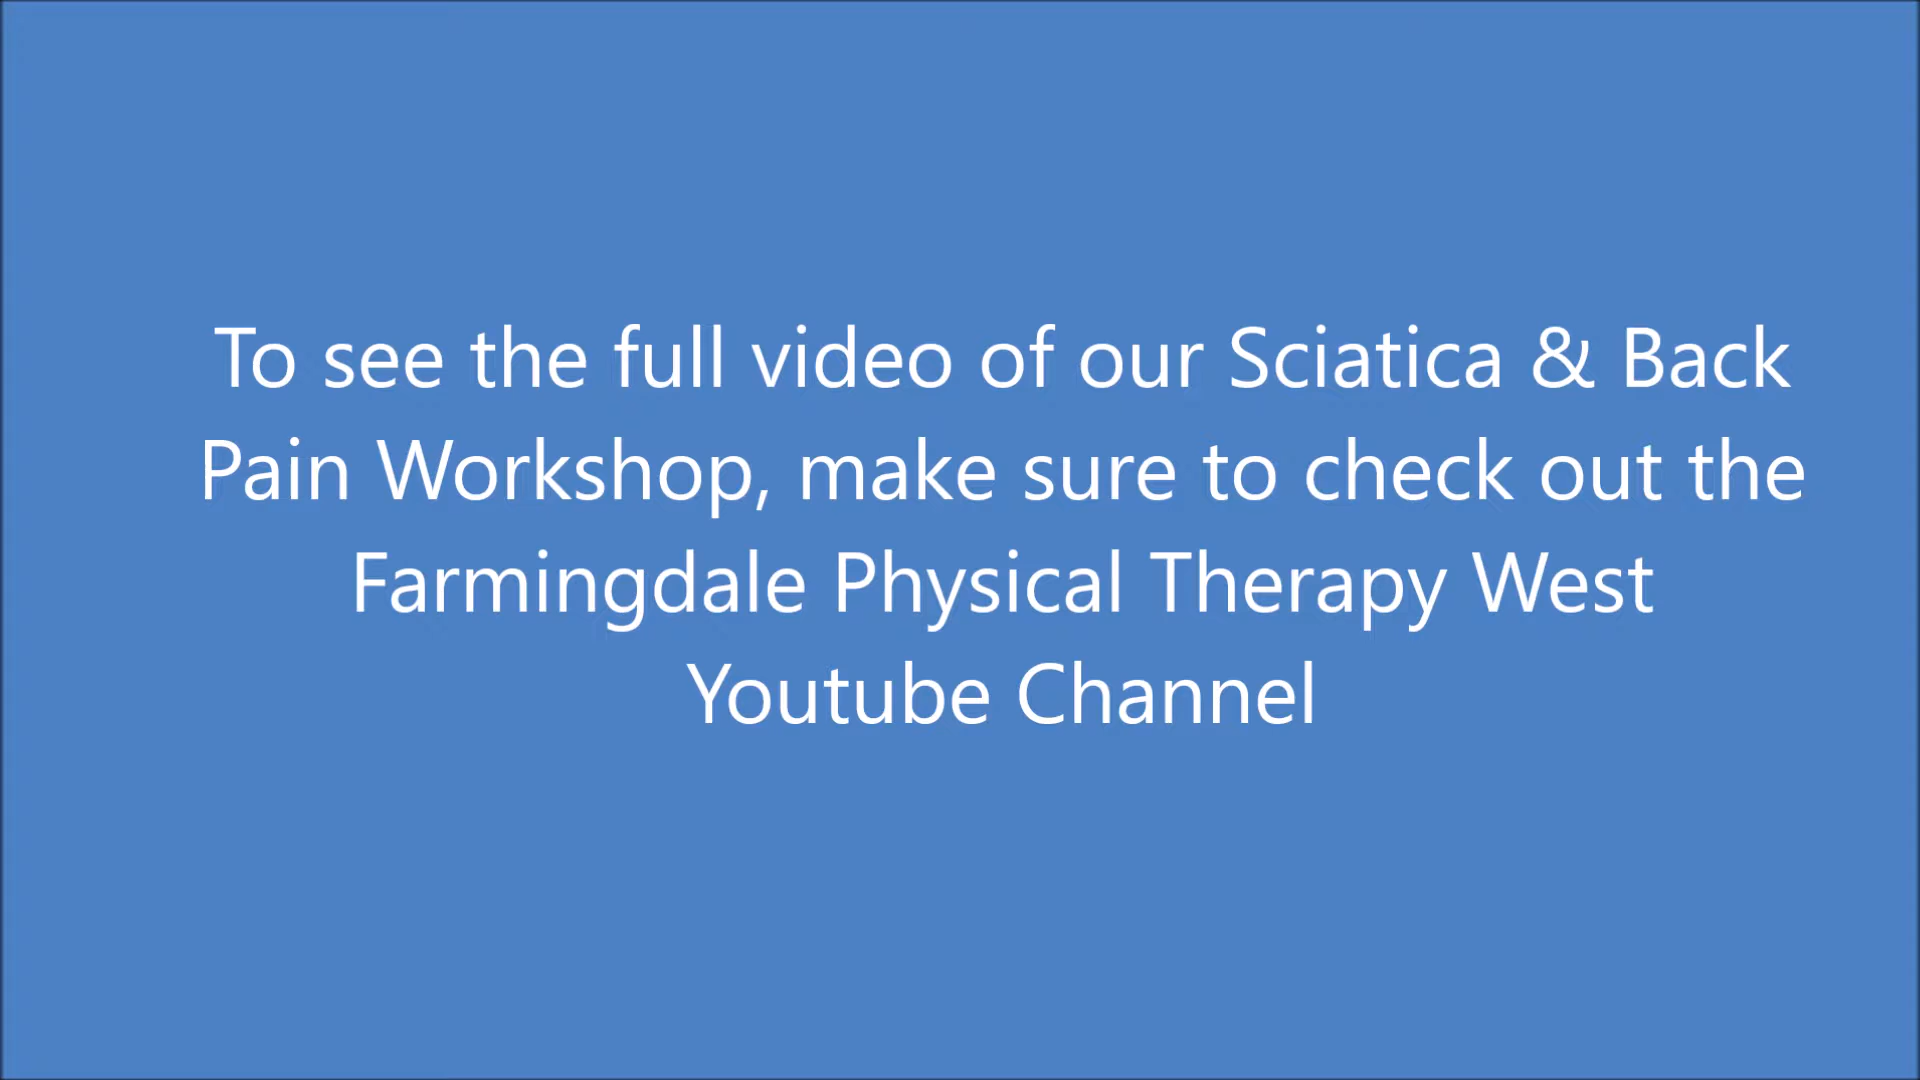 To see the full video of our Sciatica & Back
Pain Workshop, make sure to check out the
Farmingdale Physical Therapy West
Youtube Channel